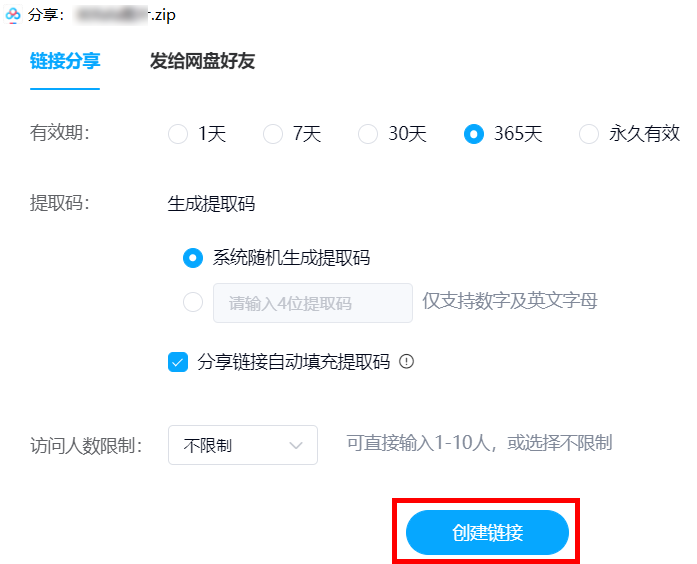 分享： .zip
链接分享 发给网盘好友
有效期： 1天 7天 30天 365天 永久有效
提取码： 生成提取码
系统随机生成提取码
请输入4位提取码 仅支持数字及英文字母
分享链接自动填充提取码
访问人数限制： 不限制 可直接输入1-10人，或选择不限制
创建链接